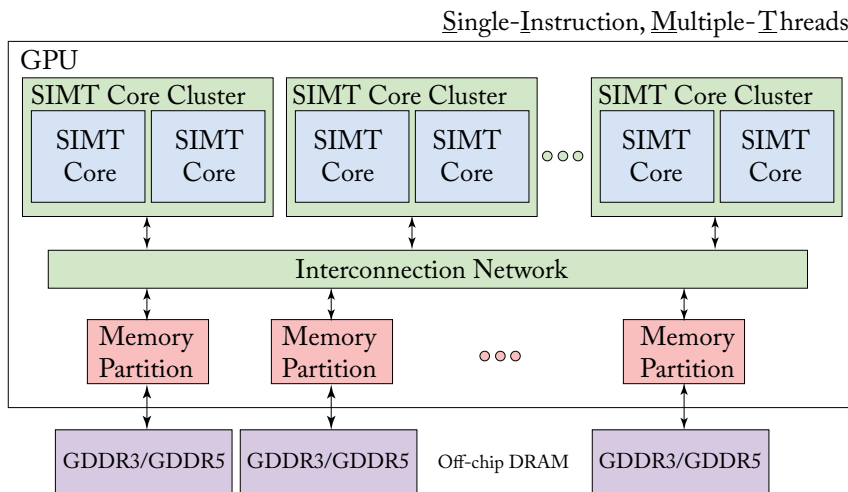 Single-Instruction, Multiple-Threads
GPU
SIMT Core Cluster
SIMT
Core
SIMT
Core
SIMT Core Cluster
SIMT
Core
SIMT
Core
SIMT Core Cluster
SIMT
Core
SIMT
Core
Interconnection Network
Memory
Partition
Memory
Partition
Memory
Partition
GDDR3/GDDR5
GDDR3/GDDR5
Off-chip DRAM
GDDR3/GDDR5